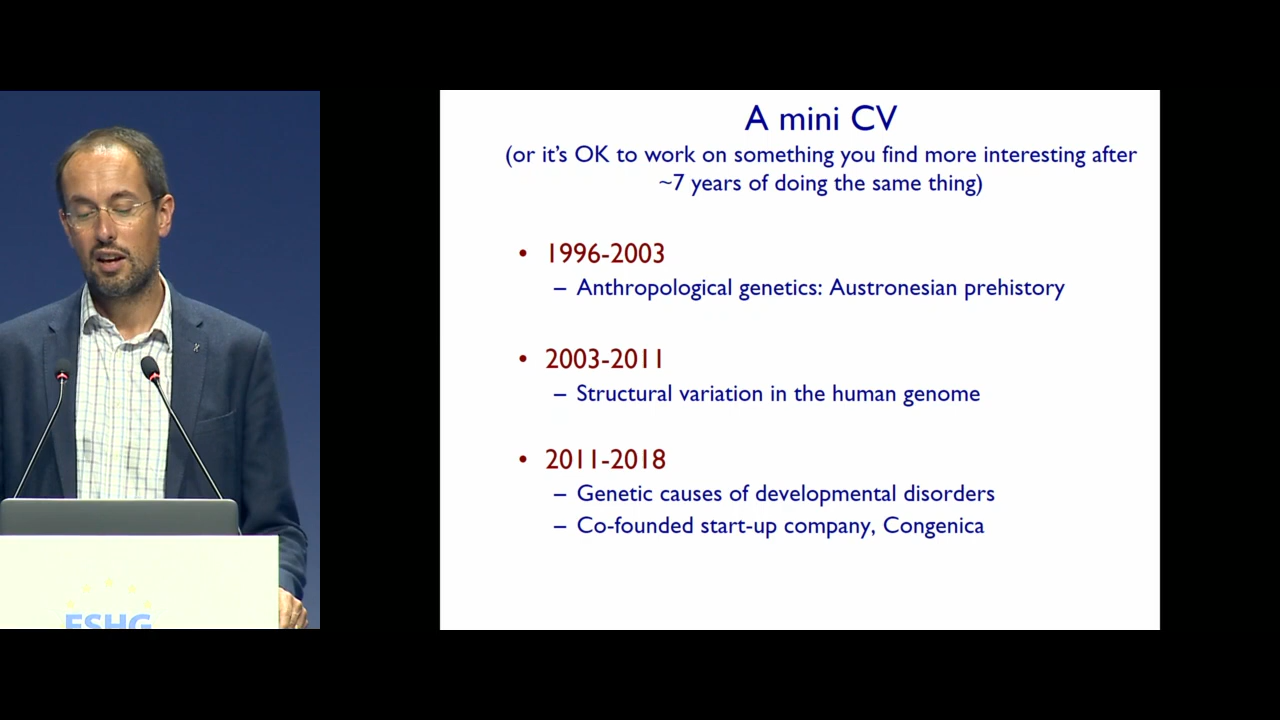 A mini CV
(or it's OK to work on something you find more interesting after
~7 years of doing the same thing)
• 1996-2003
– Anthropological genetics: Austronesian prehistory
• 2003-2011
– Structural variation in the human genome
• 2011-2018
– Genetic causes of developmental disorders
– Co-founded start-up company, Congenica
ESHG